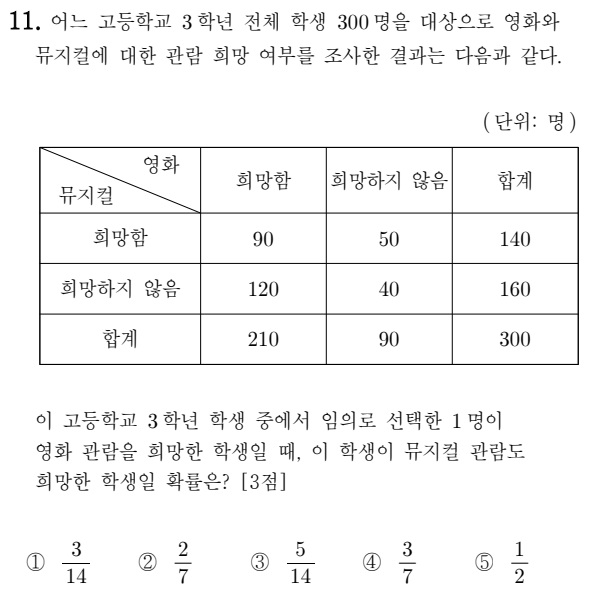 11. 어느 고등학교 3학년 전체 학생 300명을 대상으로 영화와
뮤지컬에 대한 관람 희망 여부를 조사한 결과는 다음과 같다.
(단위: 명)
영화
뮤지컬
희망함 희망하지 않음 합계
희망함 90 50 140
희망하지 않음 120 40 160
합계 210 90 300
이 고등학교 3학년 학생 중에서 임의로 선택한 1명이
영화 관람을 희망한 학생일 때, 이 학생이 뮤지컬 관람도
희망한 학생일 확률은? [3점]
① 3/14 ② 2/7 ③ 5/14 ④ 3/7 ⑤ 1/2